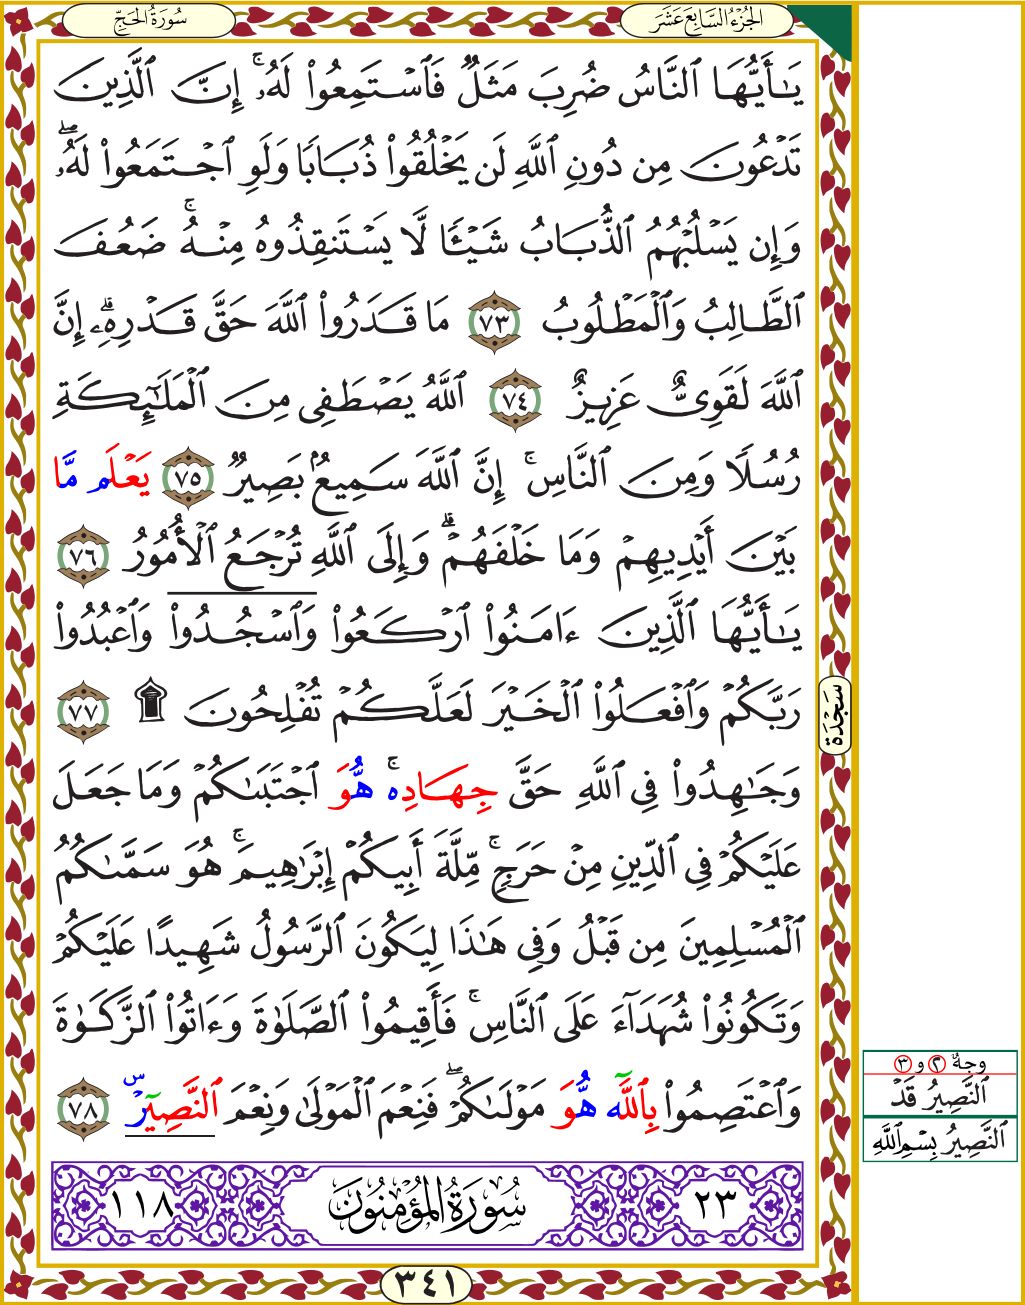 الجُزْءُ السَّابِعَ عَشَرَ
سُورَةُ الحَجِّ
يَـٰٓأَيُّهَا ٱلنَّاسُ ضُرِبَ مَثَلٌ فَٱسْتَمِعُوا۟ لَهُۥٓ ۚ إِنَّ ٱلَّذِينَ
تَدْعُونَ مِن دُونِ ٱللَّهِ لَن يَخْلُقُوا۟ ذُبَابًا وَلَوِ ٱجْتَمَعُوا۟ لَهُۥ ۖ
وَإِن يَسْلُبْهُمُ ٱلذُّبَابُ شَيْـًٔا لَّا يَسْتَنقِذُوهُ مِنْهُ ۚ ضَعُفَ
ٱلطَّالِبُ وَٱلْمَطْلُوبُ ٧٣ مَا قَدَرُوا۟ ٱللَّهَ حَقَّ قَدْرِهِۦٓ ۗ إِنَّ
ٱللَّهَ لَقَوِىٌّ عَزِيزٌ ٧٤ ٱللَّهُ يَصْطَفِى مِنَ ٱلْمَلَـٰٓئِكَةِ
رُسُلًا وَمِنَ ٱلنَّاسِ ۚ إِنَّ ٱللَّهَ سَمِيعٌۢ بَصِيرٌ ٧٥ يَعْلَم مَّا
بَيْنَ أَيْدِيهِمْ وَمَا خَلْفَهُمْ ۗ وَإِلَى ٱللَّهِ تُرْجَعُ ٱلْأُمُورُ ٧٦
يَـٰٓأَيُّهَا ٱلَّذِينَ ءَامَنُوا۟ ٱرْكَعُوا۟ وَٱسْجُدُوا۟ وَٱعْبُدُوا۟
رَبَّكُمْ وَٱفْعَلُوا۟ ٱلْخَيْرَ لَعَلَّكُمْ تُفْلِحُونَ ۩ ٧٧
سَجْدَة
وَجَـٰهِدُوا۟ فِى ٱللَّهِ حَقَّ جِهَادِه ۚ هُّوَ ٱجْتَبَىٰكُمْ وَمَا جَعَلَ
عَلَيْكُمْ فِى ٱلدِّينِ مِنْ حَرَجٍ ۚ مِّلَّةَ أَبِيكُمْ إِبْرَٰهِيمَ ۚ هُوَ سَمَّىٰكُمُ
ٱلْمُسْلِمِينَ مِن قَبْلُ وَفِى هَـٰذَا لِيَكُونَ ٱلرَّسُولُ شَهِيدًا عَلَيْكُمْ
وَتَكُونُوا۟ شُهَدَآءَ عَلَى ٱلنَّاسِ ۚ فَأَقِيمُوا۟ ٱلصَّلَوٰةَ وَءَاتُوا۟ ٱلزَّكَوٰةَ
وَٱعْتَصِمُوا۟ بِٱللَّه هُّوَ مَوْلَىٰكُمْ ۖ فَنِعْمَ ٱلْمَوْلَىٰ وَنِعْمَ ٱلنَّصِيرُ ۜ ٧٨
وجهٌ ٢ و ٣
ٱلنَّصِيرُ قَدْ
ٱلنَّصِيرُ بِسْمِ ٱللَّهِ
٢٣ سُورَةُ المُؤْمِنُونَ ١١٨
٣٤١